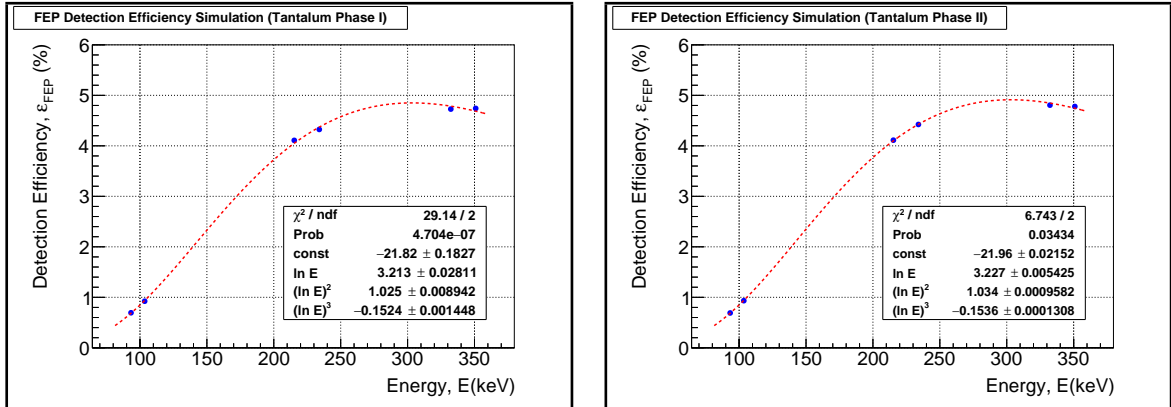 FEP Detection Efficiency Simulation (Tantalum Phase I)
Detection Efficiency, ε_FEP (%)
6
5
4
3
2
1
0
χ² / ndf 29.14 / 2
Prob 4.704e−07
const −21.82 ± 0.1827
ln E 3.213 ± 0.02811
(ln E)² 1.025 ± 0.008942
(ln E)³ −0.1524 ± 0.001448
100 150 200 250 300 350
Energy, E(keV)
FEP Detection Efficiency Simulation (Tantalum Phase II)
Detection Efficiency, ε_FEP (%)
6
5
4
3
2
1
0
χ² / ndf 6.743 / 2
Prob 0.03434
const −21.96 ± 0.02152
ln E 3.227 ± 0.005425
(ln E)² 1.034 ± 0.0009582
(ln E)³ −0.1536 ± 0.0001308
100 150 200 250 300 350
Energy, E(keV)